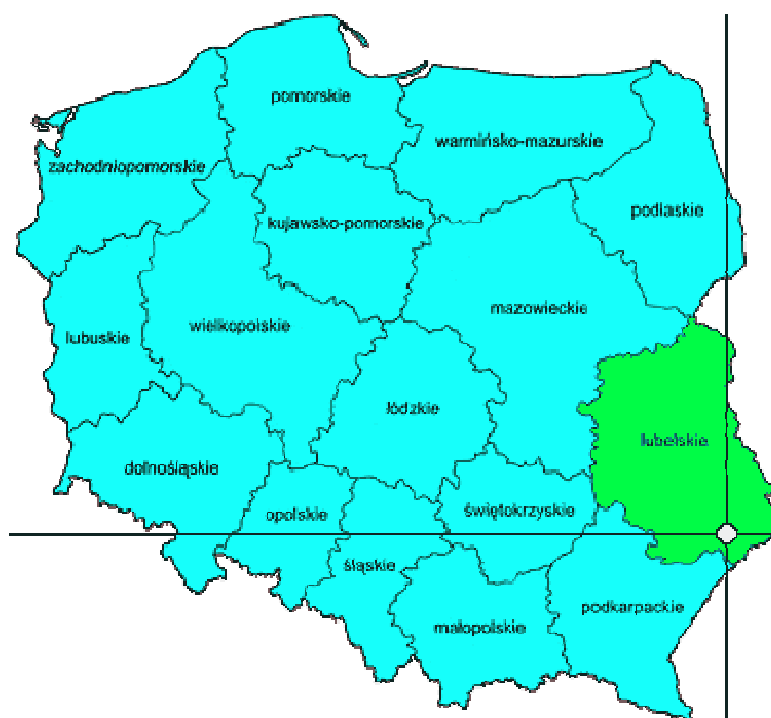 pomorskie
warmińsko-mazurskie
zachodniopomorskie
podlaskie
kujawsko-pomorskie
mazowieckie
wielkopolskie
lubuskie
łódzkie
lubelskie
dolnośląskie
świętokrzyskie
opolskie
śląskie
podkarpackie
małopolskie